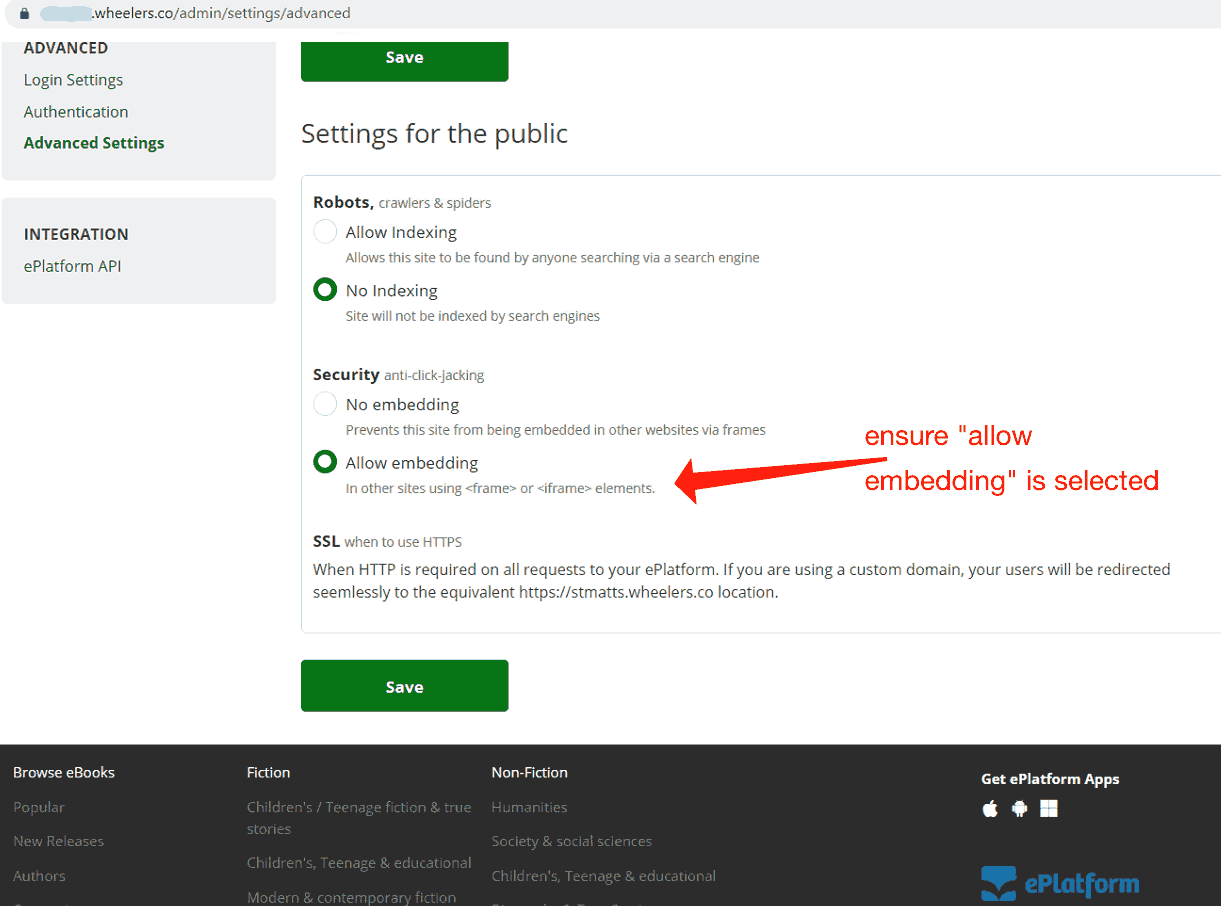 .wheelers.co/admin/settings/advanced
ADVANCED
Login Settings
Authentication
Advanced Settings
INTEGRATION
ePlatform API
Save
Settings for the public
Robots, crawlers & spiders
Allow Indexing
Allows this site to be found by anyone searching via a search engine
No Indexing
Site will not be indexed by search engines
Security anti-click-jacking
No embedding
Prevents this site from being embedded in other websites via frames
Allow embedding
In other sites using <frame> or <iframe> elements.
ensure "allow
embedding" is selected
SSL when to use HTTPS
When HTTP is required on all requests to your ePlatform. If you are using a custom domain, your users will be redirected
seemlessly to the equivalent https://stmatts.wheelers.co location.
Save
Browse eBooks
Popular
New Releases
Authors
Fiction
Children's / Teenage fiction & true
stories
Children's, Teenage & educational
Modern & contemporary fiction
Non-Fiction
Humanities
Society & social sciences
Children's, Teenage & educational
Get ePlatform Apps
ePlatform